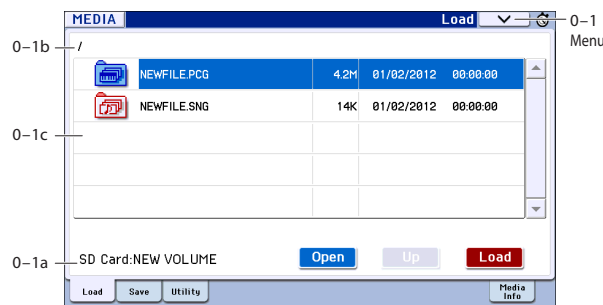 MEDIA Load 0–1
Menu
0–1b /
NEWFILE.PCG 4.2M 01/02/2012 00:00:00
NEWFILE.SNG 14K 01/02/2012 00:00:00
0–1c
0–1a SD Card:NEW VOLUME Open Up Load
Load Save Utility Media Info